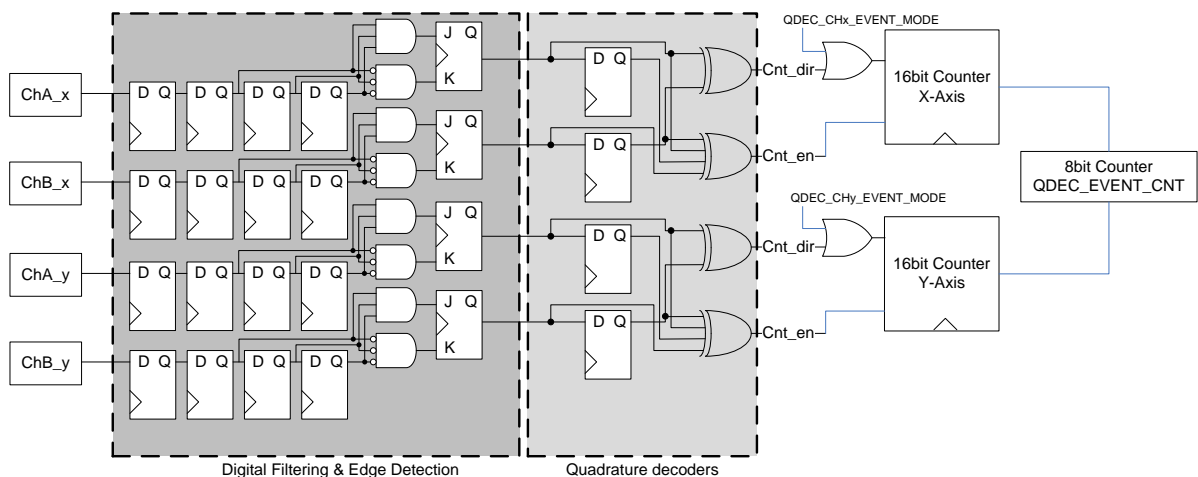 QDEC_CHx_EVENT_MODE
J Q
K
Cnt_dir
16bit Counter
X-Axis
ChA_x
D Q D Q D Q D Q
D Q
J Q
K
Cnt_en
D Q
ChB_x
D Q D Q D Q D Q
8bit Counter
QDEC_EVENT_CNT
QDEC_CHy_EVENT_MODE
J Q
K
Cnt_dir
16bit Counter
Y-Axis
ChA_y
D Q D Q D Q D Q
D Q
J Q
K
Cnt_en
D Q
ChB_y
D Q D Q D Q D Q
Digital Filtering & Edge Detection
Quadrature decoders